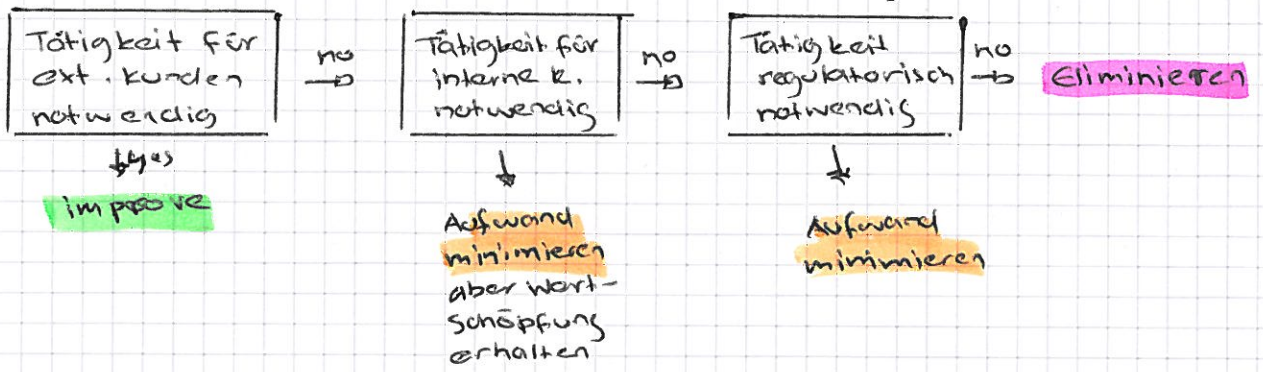 Tätigkeit für
ext. Kunden
notwendig
no
Tätigkeit für
interne K.
notwendig
no
Tätigkeit
regulatorisch
notwendig
no
Eliminieren
yes
improve
Aufwand
minimieren
aber Wert-
schöpfung
erhalten
Aufwand
minimieren